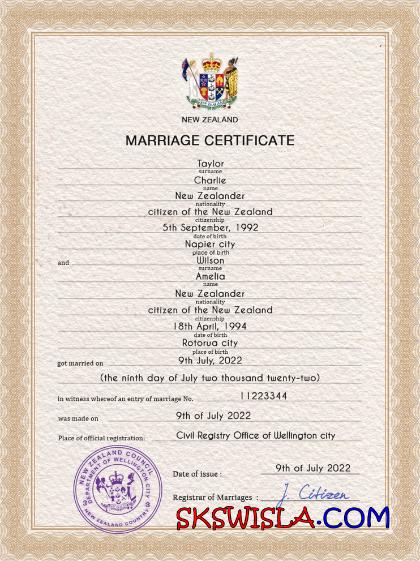 NEW ZEALAND
MARRIAGE CERTIFICATE
Taylor
surname
Charlie
name
New Zealander
nationality
citizen of the New Zealand
citizenship
5th September, 1992
date of birth
Napier city
place of birth
and Wilson
surname
Amelia
name
New Zealander
nationality
citizen of the New Zealand
citizenship
18th April, 1994
date of birth
Rotorua city
place of birth
got married on 9th July, 2022
(the ninth day of July two thousand twenty-two)
In witness whereof an entry of marriage No. 11223344
was made on 9th of July 2022
Place of official registration: Civil Registry Office of Wellington city
NEW ZEALAND COUNCIL
DEPARTMENT OF WELLINGTON CITY
NEW ZEALAND COUNTRY
Date of issue : 9th of July 2022
Registrar of Marriages : J. Citizen
SKSWISLA.COM